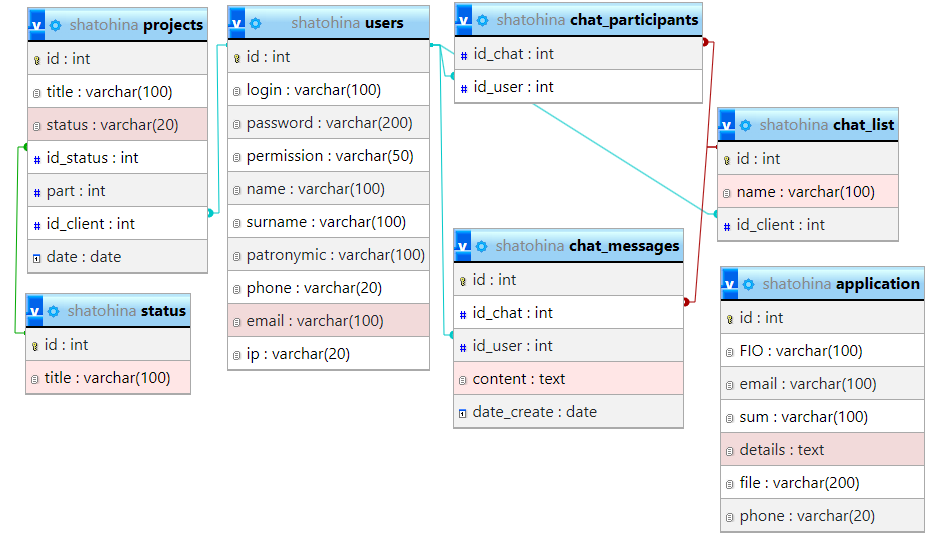 v shatohina projects
id : int
title : varchar(100)
status : varchar(20)
# id_status : int
# part : int
# id_client : int
date : date
v shatohina status
id : int
title : varchar(100)
v shatohina users
id : int
login : varchar(100)
password : varchar(200)
permission : varchar(50)
name : varchar(100)
surname : varchar(100)
patronymic : varchar(100)
phone : varchar(20)
email : varchar(100)
ip : varchar(20)
v shatohina chat_participants
# id_chat : int
# id_user : int
v shatohina chat_messages
id : int
# id_chat : int
# id_user : int
content : text
date_create : date
v shatohina chat_list
id : int
name : varchar(100)
# id_client : int
v shatohina application
id : int
FIO : varchar(100)
email : varchar(100)
sum : varchar(100)
details : text
file : varchar(200)
phone : varchar(20)